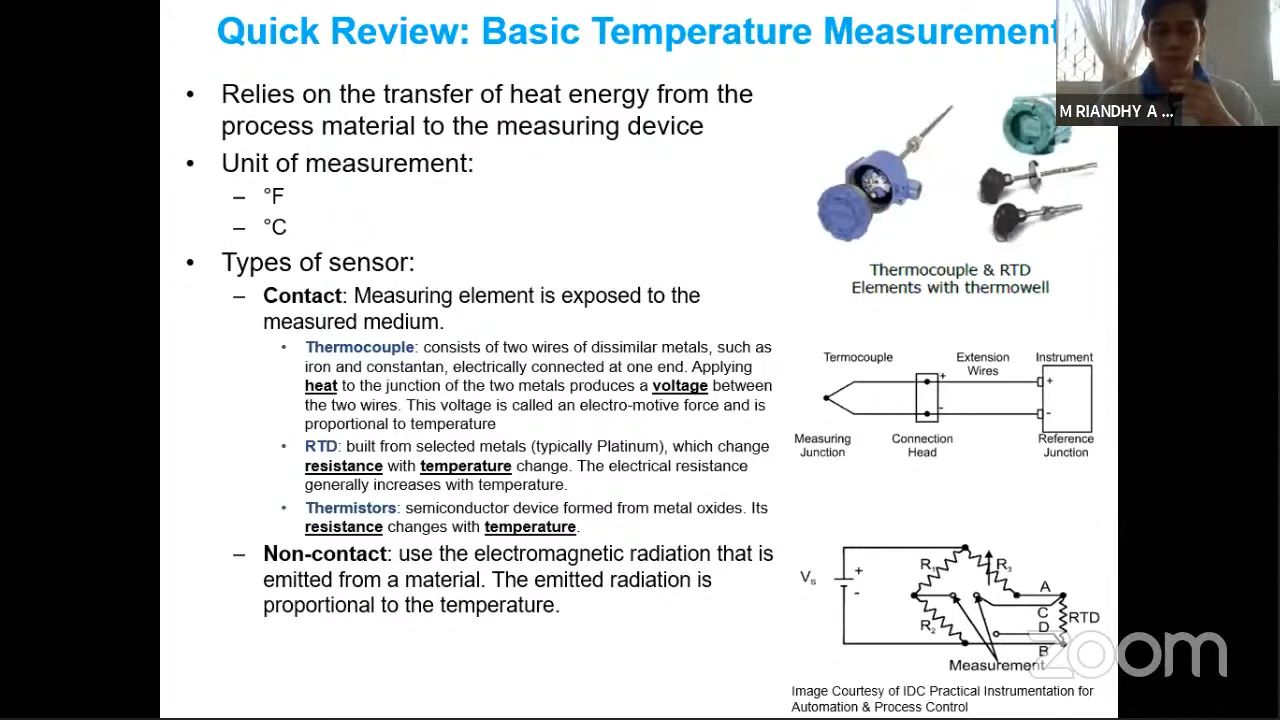 Quick Review: Basic Temperature Measurement
M RIANDHY A ...
• Relies on the transfer of heat energy from the
process material to the measuring device
• Unit of measurement:
– °F
– °C
• Types of sensor:
– Contact: Measuring element is exposed to the
measured medium.
• Thermocouple: consists of two wires of dissimilar metals, such as
iron and constantan, electrically connected at one end. Applying
heat to the junction of the two metals produces a voltage between
the two wires. This voltage is called an electro-motive force and is
proportional to temperature
• RTD: built from selected metals (typically Platinum), which change
resistance with temperature change. The electrical resistance
generally increases with temperature.
• Thermistors: semiconductor device formed from metal oxides. Its
resistance changes with temperature.
– Non-contact: use the electromagnetic radiation that is
emitted from a material. The emitted radiation is
proportional to the temperature.
Thermocouple & RTD
Elements with thermowell
Termocouple
Extension
Wires
Instrument
+
+
-
-
Measuring
Junction
Connection
Head
Reference
Junction
Vs
+
-
R1
R3
R2
A
C
D
B
RTD
Measurement
zoom
Image Courtesy of IDC Practical Instrumentation for
Automation & Process Control